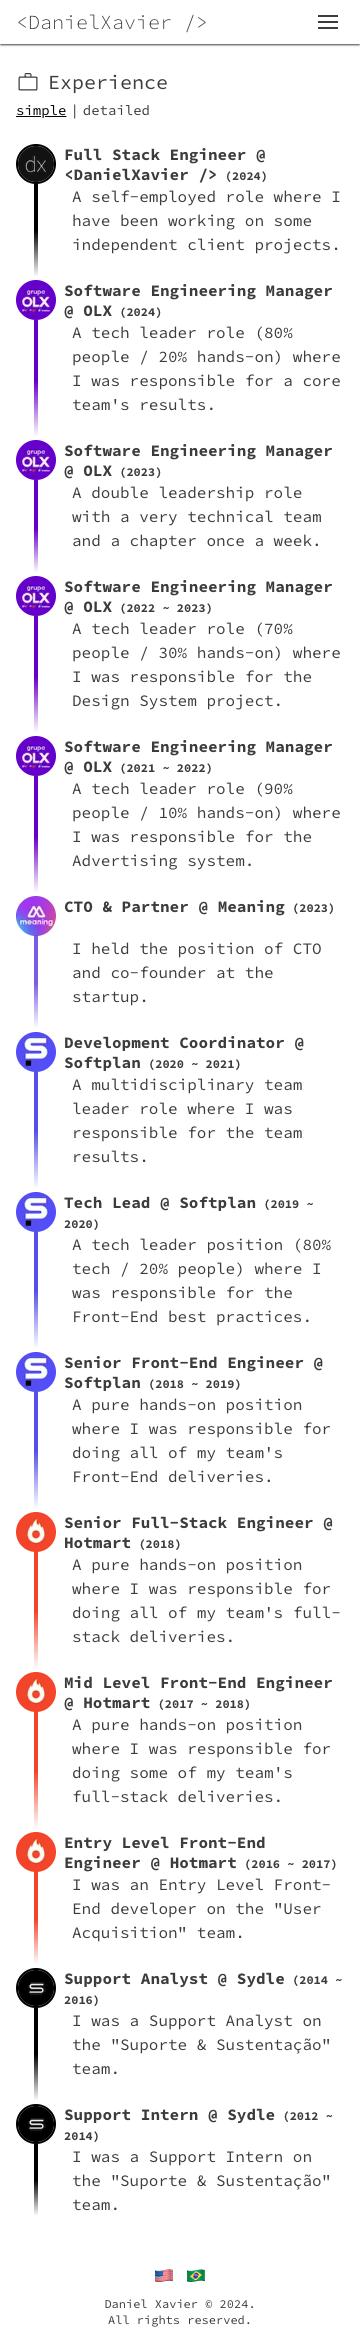 <DanielXavier />
Experience
simple | detailed
dx
Full Stack Engineer @
<DanielXavier /> (2024)
A self-employed role where I
have been working on some
independent client projects.
grupo
OLX
Software Engineering Manager
@ OLX (2024)
A tech leader role (80%
people / 20% hands-on) where
I was responsible for a core
team's results.
grupo
OLX
Software Engineering Manager
@ OLX (2023)
A double leadership role
with a very technical team
and a chapter once a week.
grupo
OLX
Software Engineering Manager
@ OLX (2022 ~ 2023)
A tech leader role (70%
people / 30% hands-on) where
I was responsible for the
Design System project.
grupo
OLX
Software Engineering Manager
@ OLX (2021 ~ 2022)
A tech leader role (90%
people / 10% hands-on) where
I was responsible for the
Advertising system.
meaning
CTO & Partner @ Meaning (2023)
I held the position of CTO
and co-founder at the
startup.
Development Coordinator @
Softplan (2020 ~ 2021)
A multidisciplinary team
leader role where I was
responsible for the team
results.
Tech Lead @ Softplan (2019 ~
2020)
A tech leader position (80%
tech / 20% people) where I
was responsible for the
Front-End best practices.
Senior Front-End Engineer @
Softplan (2018 ~ 2019)
A pure hands-on position
where I was responsible for
doing all of my team's
Front-End deliveries.
Senior Full-Stack Engineer @
Hotmart (2018)
A pure hands-on position
where I was responsible for
doing all of my team's full-
stack deliveries.
Mid Level Front-End Engineer
@ Hotmart (2017 ~ 2018)
A pure hands-on position
where I was responsible for
doing some of my team's
full-stack deliveries.
Entry Level Front-End
Engineer @ Hotmart (2016 ~ 2017)
I was an Entry Level Front-
End developer on the "User
Acquisition" team.
Support Analyst @ Sydle (2014 ~
2016)
I was a Support Analyst on
the "Suporte & Sustentação"
team.
Support Intern @ Sydle (2012 ~
2014)
I was a Support Intern on
the "Suporte & Sustentação"
team.
Daniel Xavier © 2024.
All rights reserved.